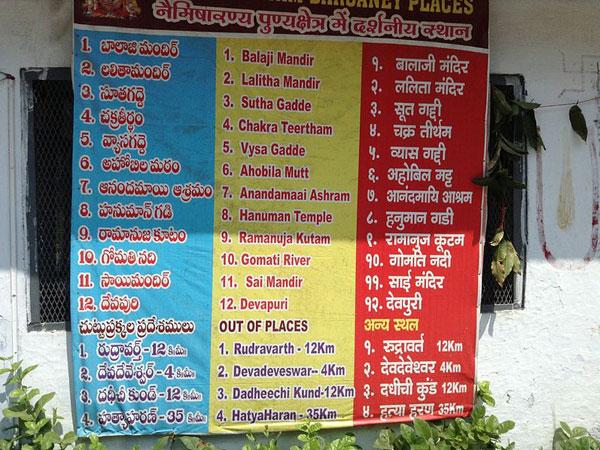 DARSANEY PLACES
नैमिषारण्य पुण्यक्षेत्र में दर्शनीय स्थान
1. బాలాజి మందిర్
2. లలితామందిర్
3. సూతగద్దె
4. చక్రతీర్థం
5. వ్యాసగద్దె
6. అహోబిల మఠం
7. ఆనందమాయి ఆశ్రమం
8. హనుమాన్ గడి
9. రామానుజ కూటం
10. గోమతి నది
11. సాయిమందిర్
12. దేవపురి
చుట్టుప్రక్కల ప్రదేశములు
1. రుద్రావర్త్ - 12 కి.మీ॥
2. దేవదేవేశ్వర్ - 4 కి.మీ॥
3. దధీచీ కుండ్ - 12 కి.మీ॥
4. హత్యాహరణ్ - 35 కి.మీ॥
1. Balaji Mandir
2. Lalitha Mandir
3. Sutha Gadde
4. Chakra Teertham
5. Vysa Gadde
6. Ahobila Mutt
7. Anandamaai Ashram
8. Hanuman Temple
9. Ramanuja Kutam
10. Gomati River
11. Sai Mandir
12. Devapuri
OUT OF PLACES
1. Rudravarth - 12Km
2. Devadeveswar-- 4Km
3. Dadheechi Kund-12Km
4. HatyaHaran - 35Km
१. बालाजी मंदिर
२. ललिता मंदिर
३. सूत गद्दी
४. चक्र तीर्थम
५. व्यास गद्दी
६. अहोबिल मट्ट
७. आनंदमायि आश्रम
८. हनुमान गडी
९. रामानुज कूटम
१०. गोमति नदी
११. साई मंदिर
१२. देवपुरी
अन्य स्थल
१. रुद्रावर्त 12Km
२. देवदेवेश्वर 4Km
३. दधीची कुंड 12Km
४. हत्या हरण 35Km